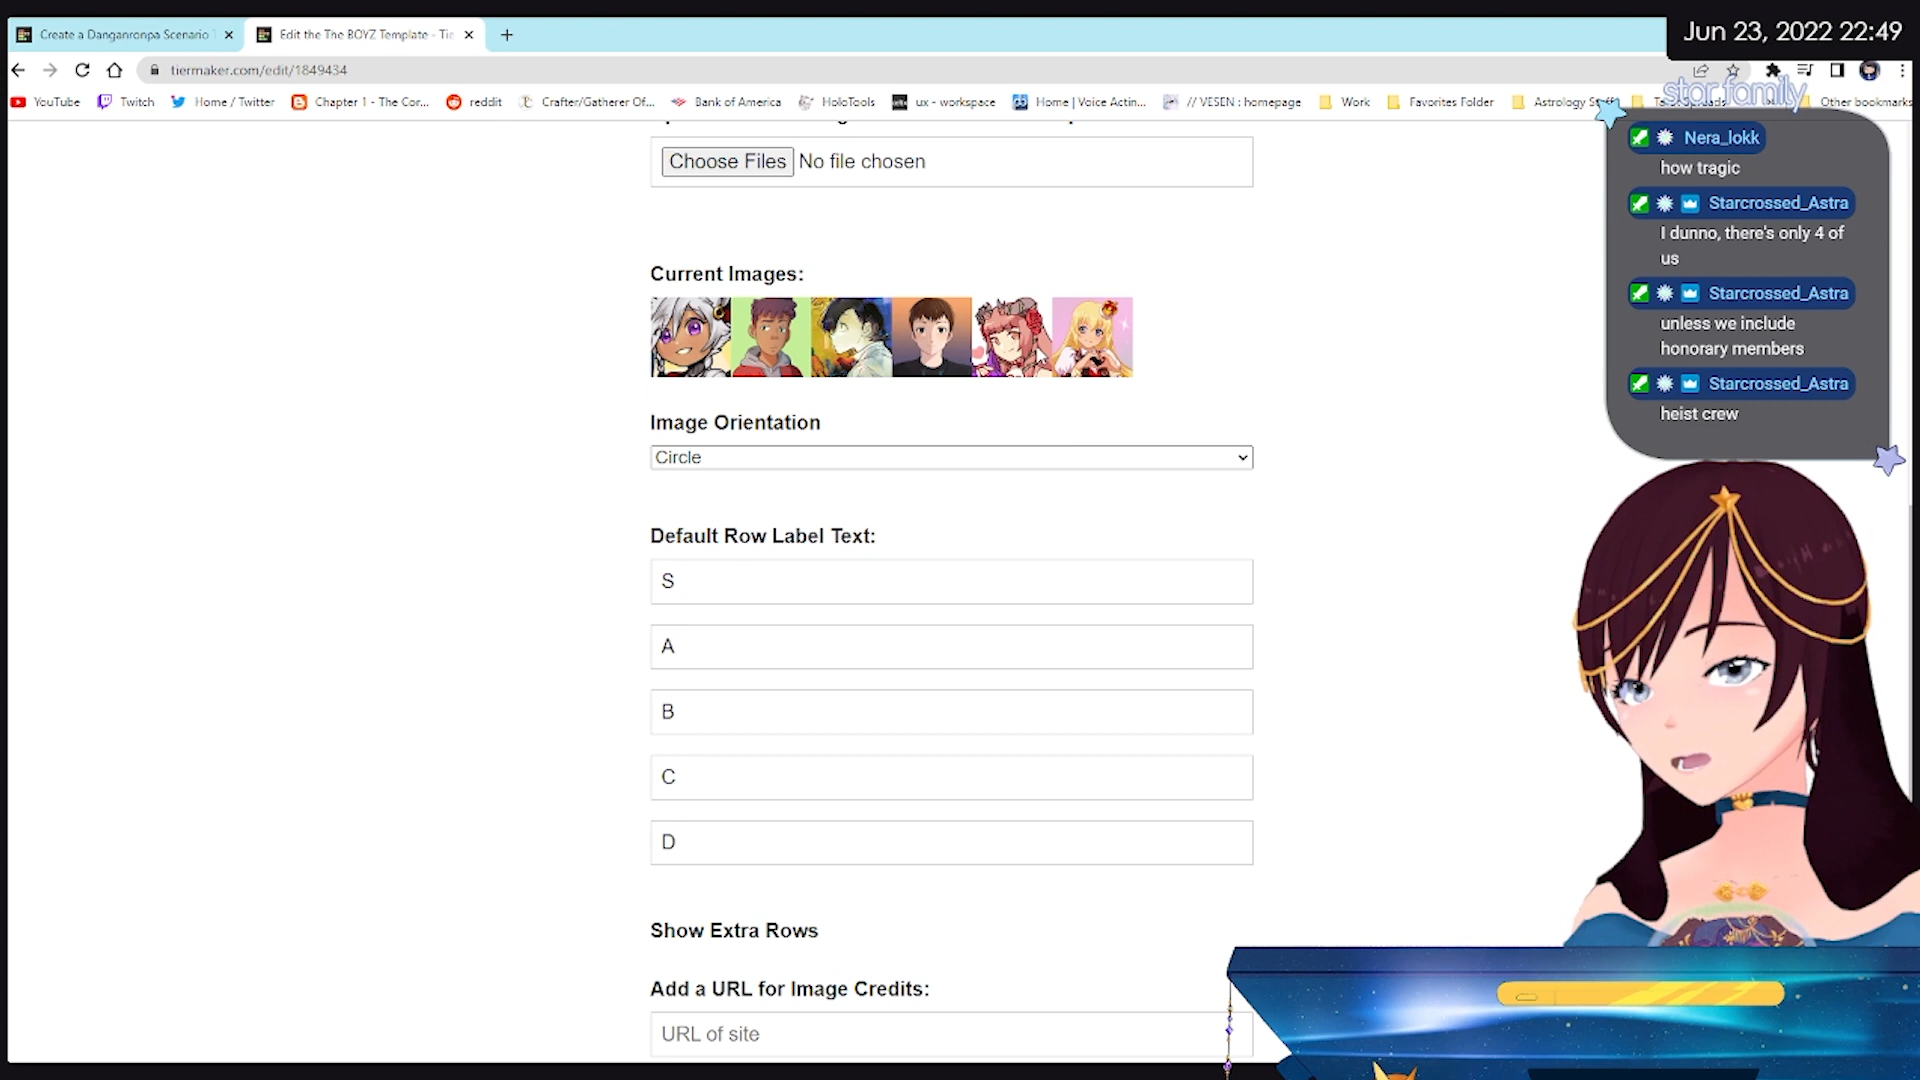 Create a Danganronpa Scenario
Edit the The BOYZ Template - Tie
Jun 23, 2022 22:49
tiermaker.com/edit/1849434
YouTube
Twitch
Home / Twitter
Chapter 1 - The Cor...
reddit
Crafter/Gatherer Of...
Bank of America
HoloTools
ux - workspace
Home | Voice Actin...
// VESEN : homepage
Work
Favorites Folder
Astrology Stuff
Other bookmarks
star family
Choose Files No file chosen
Current Images:
Image Orientation
Circle
Default Row Label Text:
S
A
B
C
D
Show Extra Rows
Add a URL for Image Credits:
URL of site
Nera_lokk
how tragic
Starcrossed_Astra
I dunno, there's only 4 of
us
Starcrossed_Astra
unless we include
honorary members
Starcrossed_Astra
heist crew